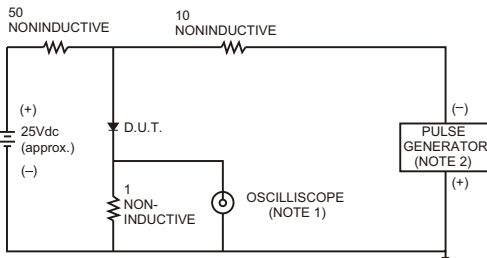 50
NONINDUCTIVE
10
NONINDUCTIVE
(+)
25Vdc
(approx.)
(–)
D.U.T.
1
NON-
INDUCTIVE
OSCILLISCOPE
(NOTE 1)
(–)
PULSE
GENERATOR
(NOTE 2)
(+)